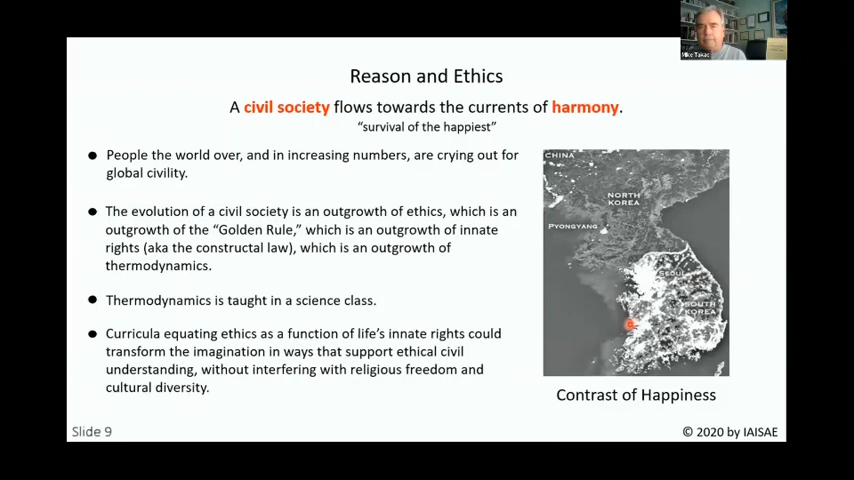 Mike Takac
Reason and Ethics
A civil society flows towards the currents of harmony.
“survival of the happiest”
● People the world over, and in increasing numbers, are crying out for
global civility.
● The evolution of a civil society is an outgrowth of ethics, which is an
outgrowth of the “Golden Rule,” which is an outgrowth of innate
rights (aka the constructal law), which is an outgrowth of
thermodynamics.
● Thermodynamics is taught in a science class.
● Curricula equating ethics as a function of life’s innate rights could
transform the imagination in ways that support ethical civil
understanding, without interfering with religious freedom and
cultural diversity.
CHINA
NORTH
KOREA
PYONGYANG
SEOUL
SOUTH
KOREA
Contrast of Happiness
Slide 9
© 2020 by IAISAE